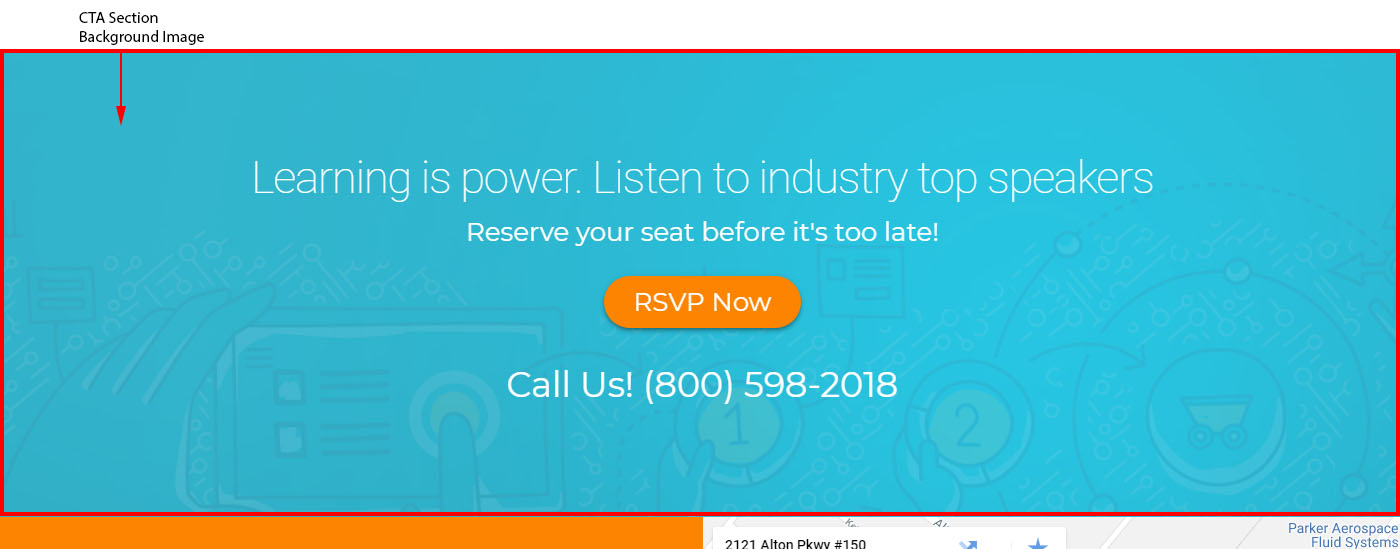 CTA Section
Background Image
Learning is power. Listen to industry top speakers
Reserve your seat before it's too late!
RSVP Now
Call Us! (800) 598-2018
1
2
2121 Alton Pkwy #150
Parker Aerospace
Fluid Systems